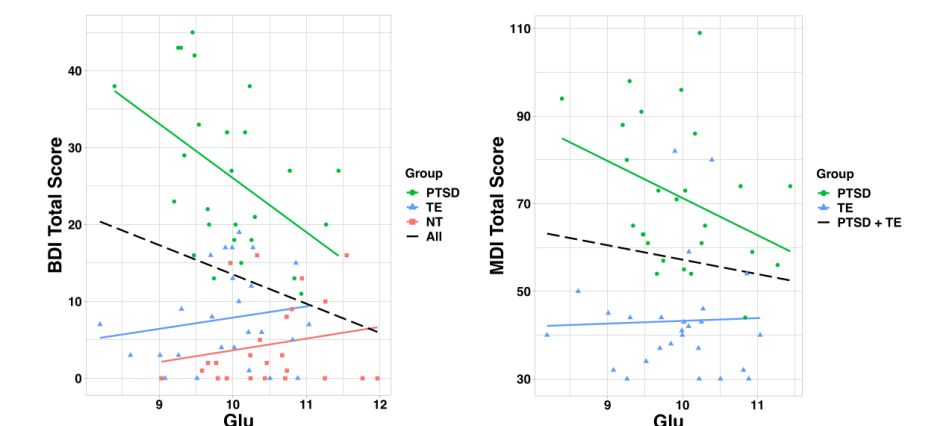 BDI Total Score
40
30
20
10
0
9 10 11 12
Glu
Group
PTSD
TE
NT
All
MDI Total Score
110
90
70
50
30
9 10 11
Glu
Group
PTSD
TE
PTSD + TE